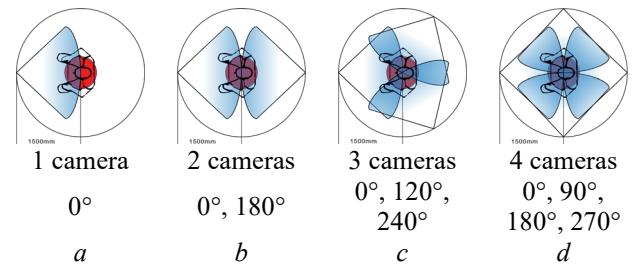 1500mm
1500mm
1500mm
1500mm
1 camera
2 cameras
3 cameras
4 cameras
0°
0°, 180°
0°, 120°,
240°
0°, 90°,
180°, 270°
a
b
c
d